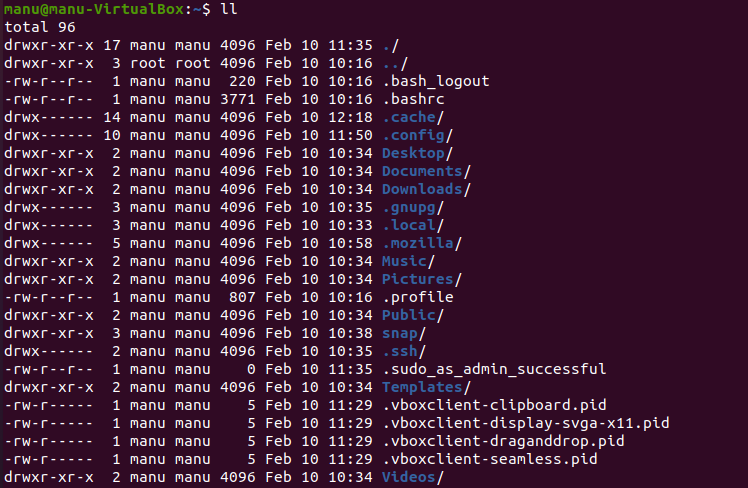 manu@manu-VirtualBox:~$ ll
total 96
drwxr-xr-x 17 manu manu 4096 Feb 10 11:35 ./
drwxr-xr-x  3 root root 4096 Feb 10 10:16 ../
-rw-r--r--  1 manu manu  220 Feb 10 10:16 .bash_logout
-rw-r--r--  1 manu manu 3771 Feb 10 10:16 .bashrc
drwx------ 14 manu manu 4096 Feb 10 12:18 .cache/
drwx------ 10 manu manu 4096 Feb 10 11:50 .config/
drwxr-xr-x  2 manu manu 4096 Feb 10 10:34 Desktop/
drwxr-xr-x  2 manu manu 4096 Feb 10 10:34 Documents/
drwxr-xr-x  2 manu manu 4096 Feb 10 10:34 Downloads/
drwx------  3 manu manu 4096 Feb 10 10:35 .gnupg/
drwx------  3 manu manu 4096 Feb 10 10:33 .local/
drwx------  5 manu manu 4096 Feb 10 10:58 .mozilla/
drwxr-xr-x  2 manu manu 4096 Feb 10 10:34 Music/
drwxr-xr-x  2 manu manu 4096 Feb 10 10:34 Pictures/
-rw-r--r--  1 manu manu  807 Feb 10 10:16 .profile
drwxr-xr-x  2 manu manu 4096 Feb 10 10:34 Public/
drwxr-xr-x  3 manu manu 4096 Feb 10 10:38 snap/
drwx------  2 manu manu 4096 Feb 10 10:35 .ssh/
-rw-r--r--  1 manu manu    0 Feb 10 11:35 .sudo_as_admin_successful
drwxr-xr-x  2 manu manu 4096 Feb 10 10:34 Templates/
-rw-r-----  1 manu manu    5 Feb 10 11:29 .vboxclient-clipboard.pid
-rw-r-----  1 manu manu    5 Feb 10 11:29 .vboxclient-display-svga-x11.pid
-rw-r-----  1 manu manu    5 Feb 10 11:29 .vboxclient-draganddrop.pid
-rw-r-----  1 manu manu    5 Feb 10 11:29 .vboxclient-seamless.pid
drwxr-xr-x  2 manu manu 4096 Feb 10 10:34 Videos/